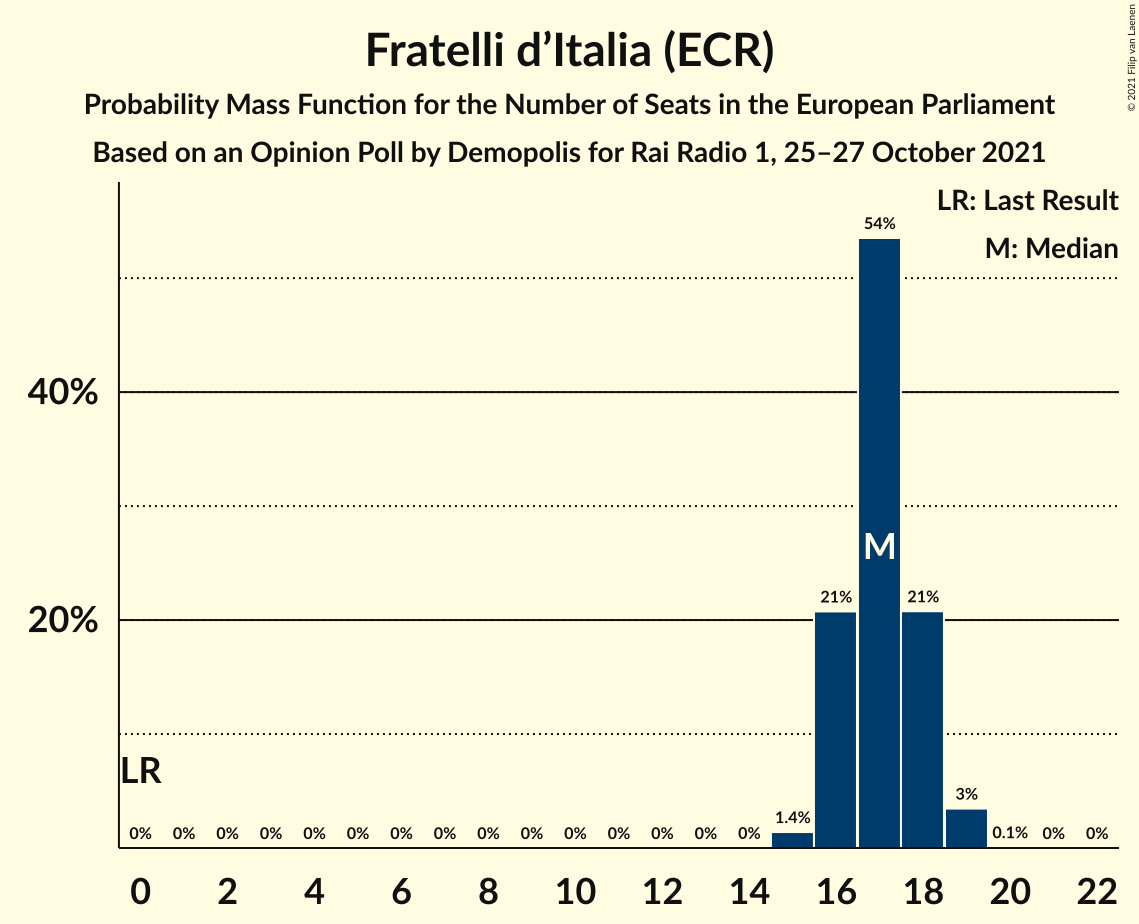 Fratelli d’Italia (ECR)
Probability Mass Function for the Number of Seats in the European Parliament
Based on an Opinion Poll by Demopolis for Rai Radio 1, 25–27 October 2021
© 2021 Filip van Laenen
LR: Last Result
M: Median
54%
40%
M
21% 21%
20%
LR
3%
1.4%
0% 0% 0% 0% 0% 0% 0% 0% 0% 0% 0% 0% 0% 0% 0% 0.1% 0% 0%
0 2 4 6 8 10 12 14 16 18 20 22